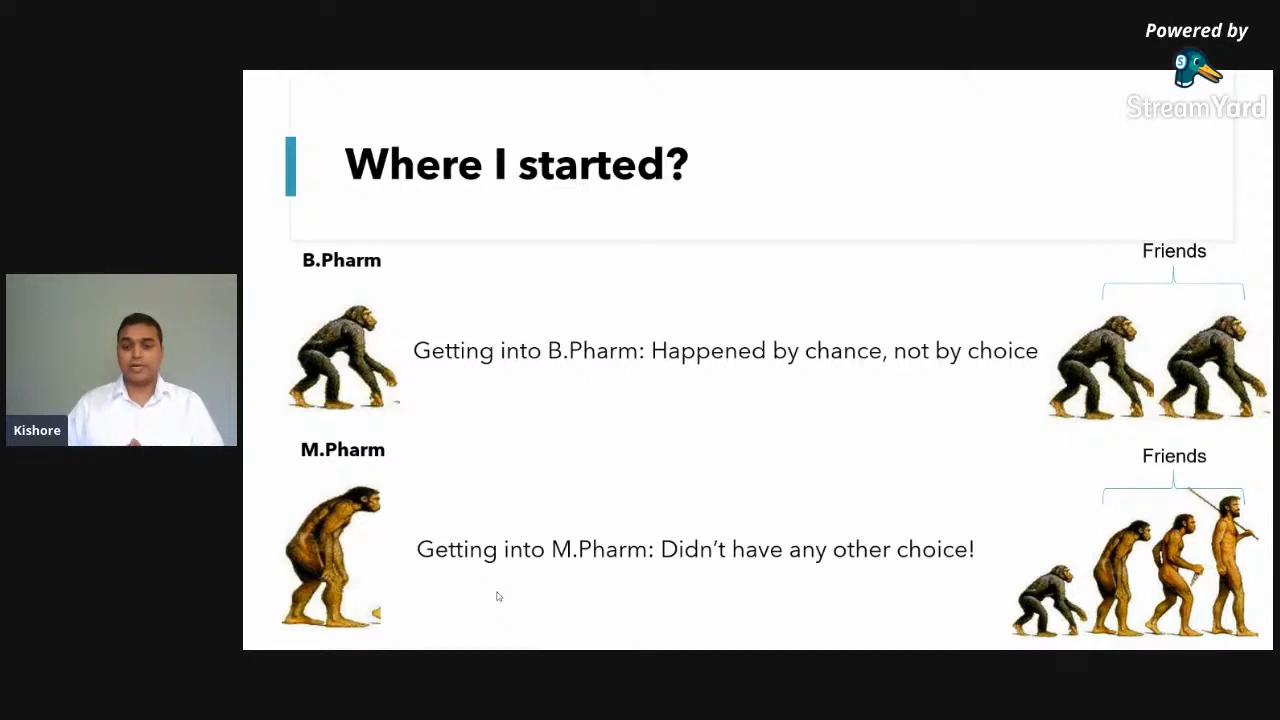 Powered by
StreamYard
Where I started?
B.Pharm
Friends
Getting into B.Pharm: Happened by chance, not by choice
Kishore
M.Pharm
Friends
Getting into M.Pharm: Didn’t have any other choice!